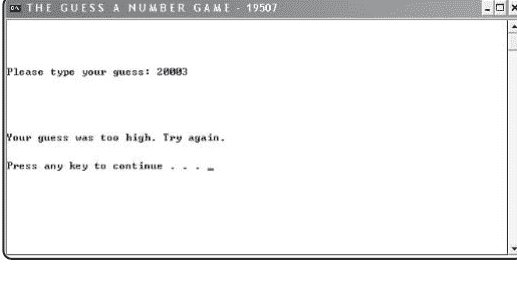 THE GUESS A NUMBER GAME - 19507
Please type your guess: 20003
Your guess was too high. Try again.
Press any key to continue . . . _